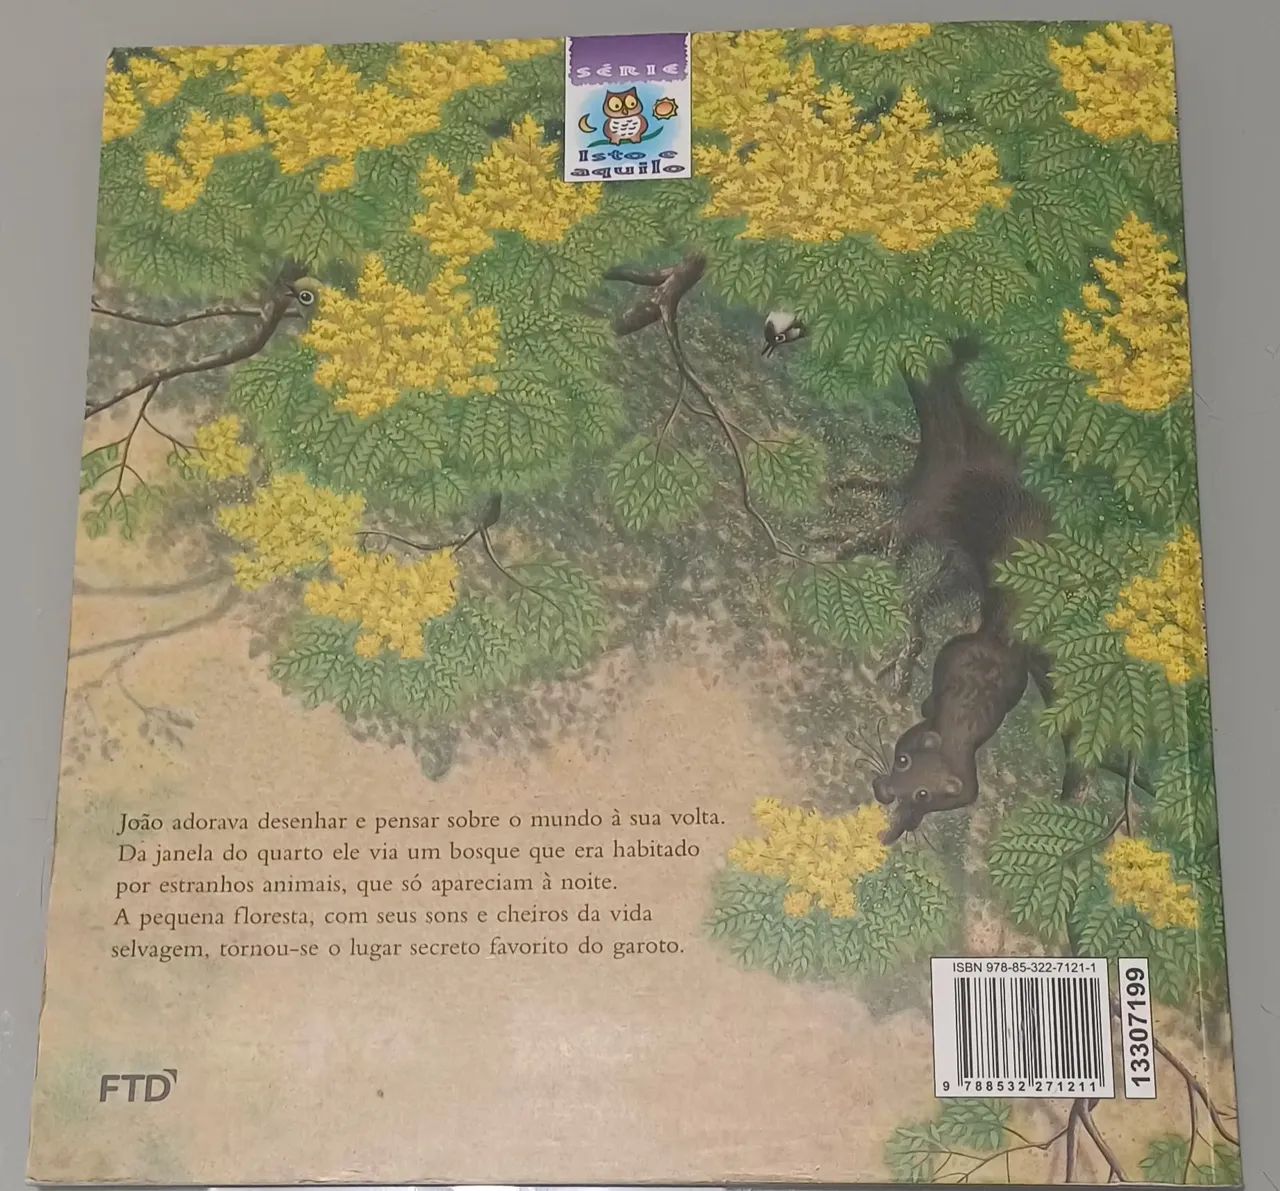 SÉRIE
Isto e
aquilo
João adorava desenhar e pensar sobre o mundo à sua volta.
Da janela do quarto ele via um bosque que era habitado
por estranhos animais, que só apareciam à noite.
A pequena floresta, com seus sons e cheiros da vida
selvagem, tornou-se o lugar secreto favorito do garoto.
FTD
ISBN 978-85-322-7121-1
9 788532 271211
13307199